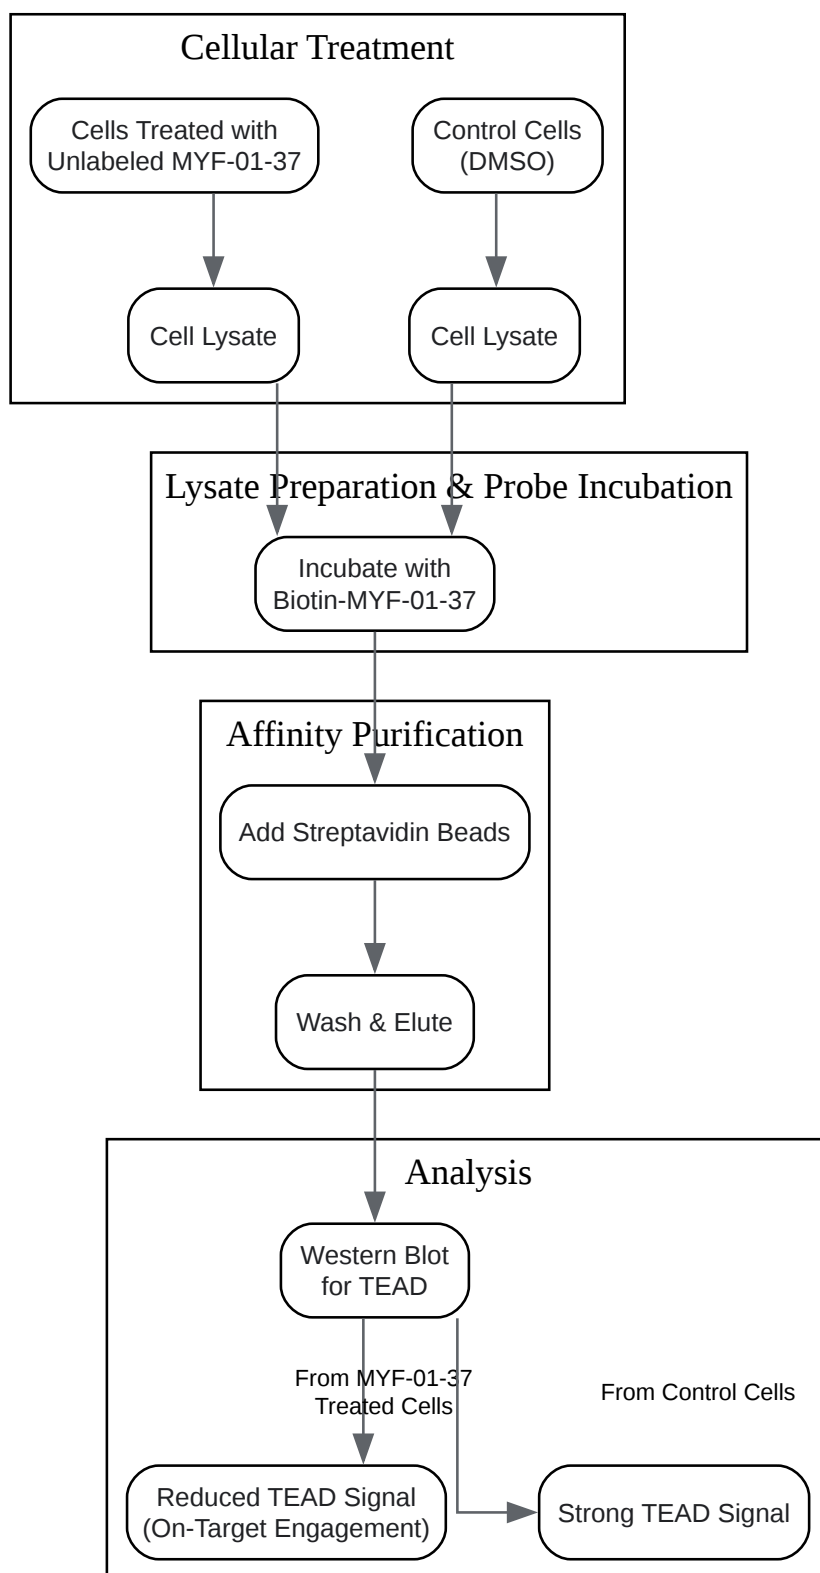 Cellular Treatment
Cells Treated with
Unlabeled MYF-01-37
Control Cells
(DMSO)
Cell Lysate
Cell Lysate
Lysate Preparation & Probe Incubation
Incubate with
Biotin-MYF-01-37
Affinity Purification
Add Streptavidin Beads
Wash & Elute
Analysis
Western Blot
for TEAD
From MYF-01-37
Treated Cells
From Control Cells
Reduced TEAD Signal
(On-Target Engagement)
Strong TEAD Signal